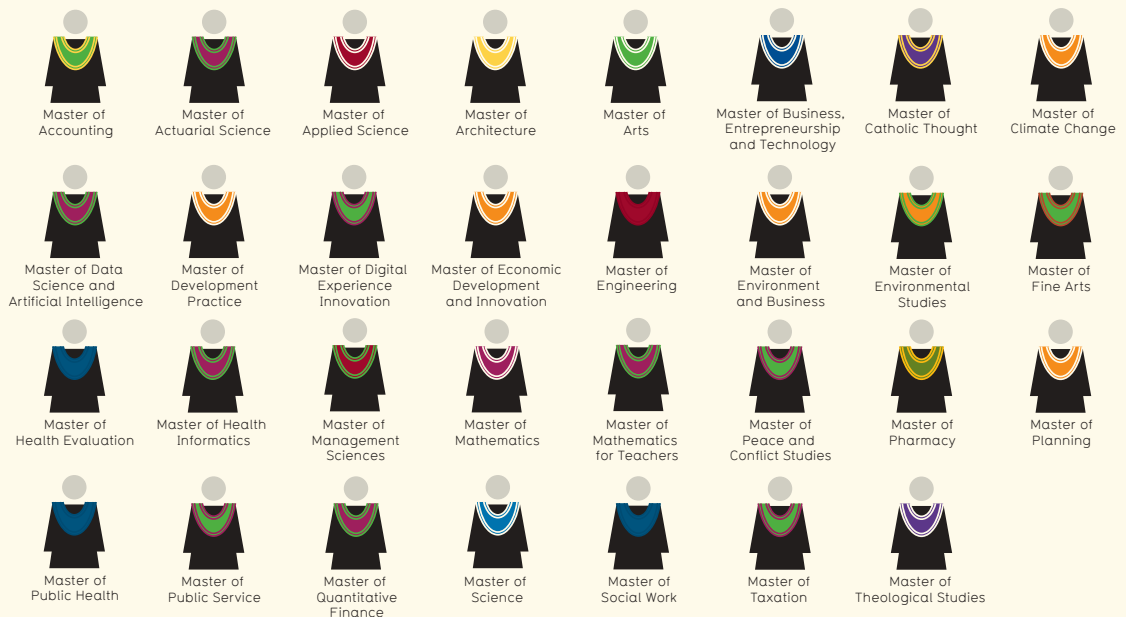 Master of
Accounting
Master of
Actuarial Science
Master of
Applied Science
Master of
Architecture
Master of
Arts
Master of Business,
Entrepreneurship
and Technology
Master of
Catholic Thought
Master of
Climate Change
Master of Data
Science and
Artificial Intelligence
Master of
Development
Practice
Master of Digital
Experience
Innovation
Master of Economic
Development
and Innovation
Master of
Engineering
Master of
Environment
and Business
Master of
Environmental
Studies
Master of
Fine Arts
Master of
Health Evaluation
Master of Health
Informatics
Master of
Management
Sciences
Master of
Mathematics
Master of
Mathematics
for Teachers
Master of
Peace and
Conflict Studies
Master of
Pharmacy
Master of
Planning
Master of
Public Health
Master of
Public Service
Master of
Quantitative
Finance
Master of
Science
Master of
Social Work
Master of
Taxation
Master of
Theological Studies